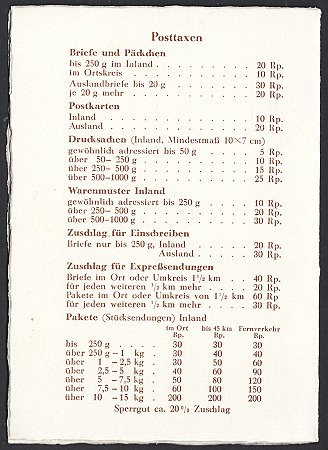 Posttaxen
Briefe und Päckchen
bis 250 g im Inland . . . . . . . . . 20 Rp.
im Ortskreis . . . . . . . . . . . 10 Rp.
Auslandbriefe bis 20 g . . . . . . . . 30 Rp.
je 20 g mehr . . . . . . . . . . . 20 Rp.
Postkarten
Inland . . . . . . . . . . . . . 10 Rp.
Ausland . . . . . . . . . . . . . 20 Rp.
Drucksachen (Inland, Mindestmaß 10×7 cm)
gewöhnlich adressiert bis 50 g . . . . . 5 Rp.
über 50– 250 g . . . . . . . . . . 10 Rp.
über 250– 500 g . . . . . . . . . . 15 Rp.
über 500-1000 g . . . . . . . . . . 25 Rp.
Warenmuster Inland
gewöhnlich adressiert bis 250 g . . . . . 10 Rp.
über 250– 500 g . . . . . . . . . . 20 Rp.
über 500-1000 g . . . . . . . . . . 30 Rp.
Zuschlag für Einschreiben
Briefe nur bis 250 g, Inland . . . . . . 20 Rp.
Ausland . . . . . . 30 Rp.
Zuschlag für Expreßsendungen
Briefe im Ort oder Umkreis 1½ km . . 40 Rp.
für jeden weiteren ½ km mehr . . . . 20 Rp.
Pakete im Ort oder Umkreis von 1½ km 60 Rp
für jeden weiteren ½ km mehr . . . . 30 Rp.
Pakete (Stücksendungen) Inland
im Ort bis 45 km Fernverkehr
Rp. Rp. Rp.
bis 250 g . . . . 30 30 30
über 250 g – 1 kg . 30 40 40
über 1 – 2,5 kg . 30 50 60
über 2,5 – 5 kg . 40 60 90
über 5 – 7,5 kg . 50 80 120
über 7,5 – 10 kg . 60 100 150
über 10 – 15 kg . 200 200 200
Sperrgut ca. 20% Zuschlag